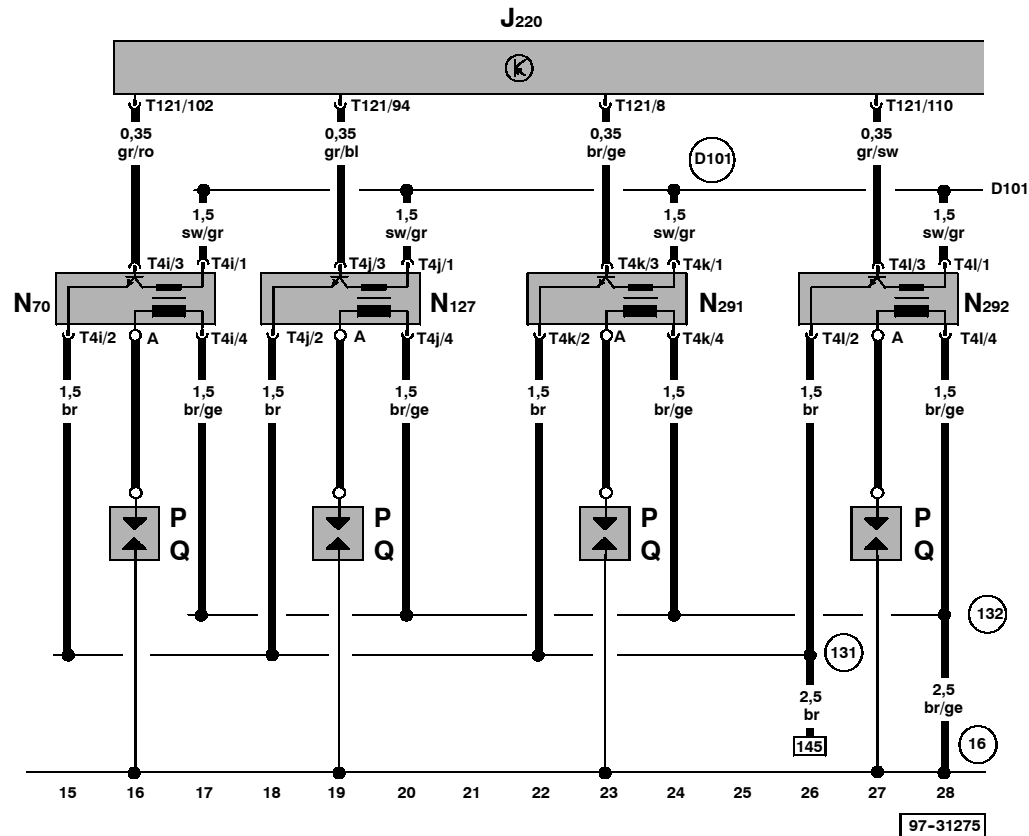 J220
T121/102 T121/94 T121/8 T121/110
0,35 0,35 0,35 0,35
gr/ro gr/bl br/ge gr/sw
D101
D101
1,5 1,5 1,5 1,5
sw/gr sw/gr sw/gr sw/gr
T4i/3 T4i/1 T4j/3 T4j/1 T4k/3 T4k/1 T4l/3 T4l/1
N70 N127 N291 N292
T4i/2 A T4i/4 T4j/2 A T4j/4 T4k/2 A T4k/4 T4l/2 A T4l/4
1,5 1,5 1,5 1,5 1,5 1,5 1,5 1,5
br br/ge br br/ge br br/ge br br/ge
P P P P
Q Q Q Q
132
131
2,5 2,5
br br/ge
145 16
15 16 17 18 19 20 21 22 23 24 25 26 27 28
97-31275